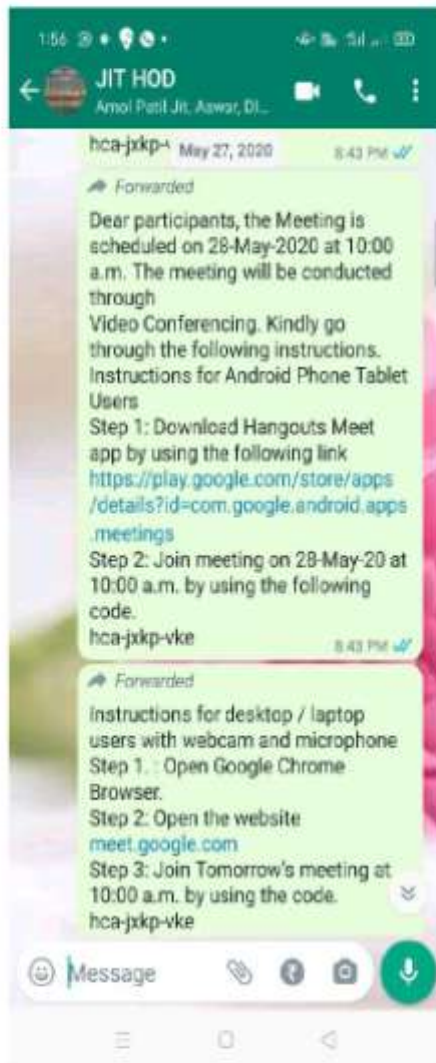 1:56
JIT HOD
Amol Patil Jit, Aswar, Di...
hca-jxkp-v
May 27, 2020
8:43 PM
Forwarded
Dear participants, the Meeting is
scheduled on 28-May-2020 at 10:00
a.m. The meeting will be conducted
through
Video Conferencing. Kindly go
through the following instructions.
Instructions for Android Phone Tablet
Users
Step 1: Download Hangouts Meet
app by using the following link
https://play.google.com/store/apps
/details?id=com.google.android.apps
.meetings
Step 2: Join meeting on 28-May-20 at
10:00 a.m. by using the following
code.
hca-jxkp-vke
8:43 PM
Forwarded
Instructions for desktop / laptop
users with webcam and microphone
Step 1. : Open Google Chrome
Browser.
Step 2: Open the website
meet.google.com
Step 3: Join Tomorrow's meeting at
10:00 a.m. by using the code.
hca-jxkp-vke
Message